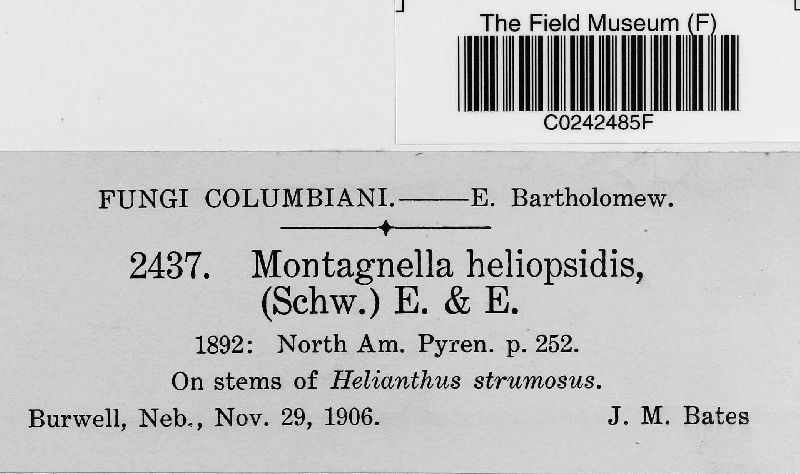 The Field Museum (F)
C0242485F
FUNGI COLUMBIANI.——E. Bartholomew.
2437. Montagnella heliopsidis,
(Schw.) E. & E.
1892: North Am. Pyren. p. 252.
On stems of Helianthus strumosus.
Burwell, Neb., Nov. 29, 1906. J. M. Bates